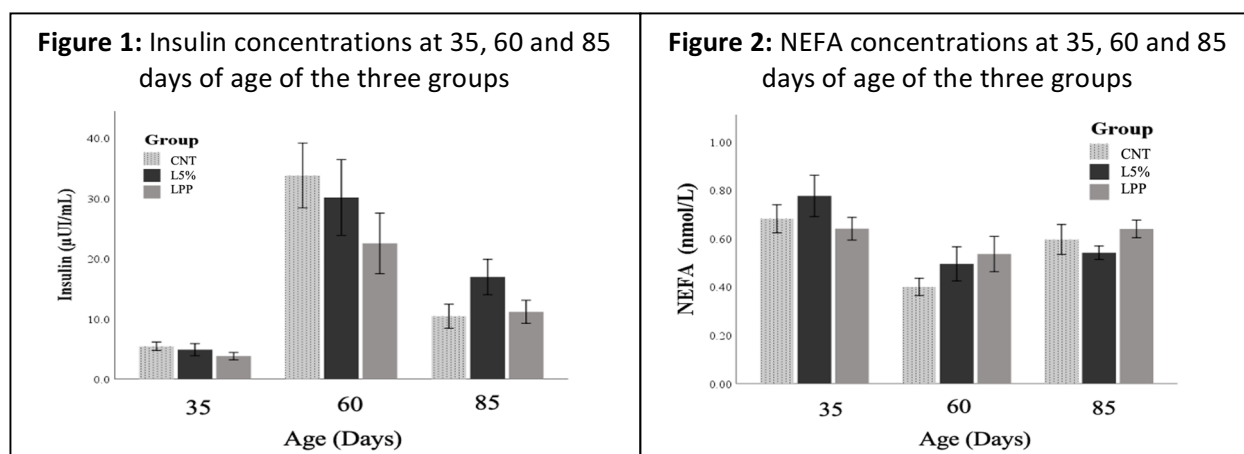 Figure 1: Insulin concentrations at 35, 60 and 85
days of age of the three groups
Group
CNT
L5%
LPP
40.0
30.0
20.0
10.0
0.0
Insulin (µUI/mL)
35 60 85
Age (Days)
Figure 2: NEFA concentrations at 35, 60 and 85
days of age of the three groups
Group
CNT
L5%
LPP
1.00
0.80
0.60
0.40
0.20
0.00
NEFA (nmol/L)
35 60 85
Age (Days)